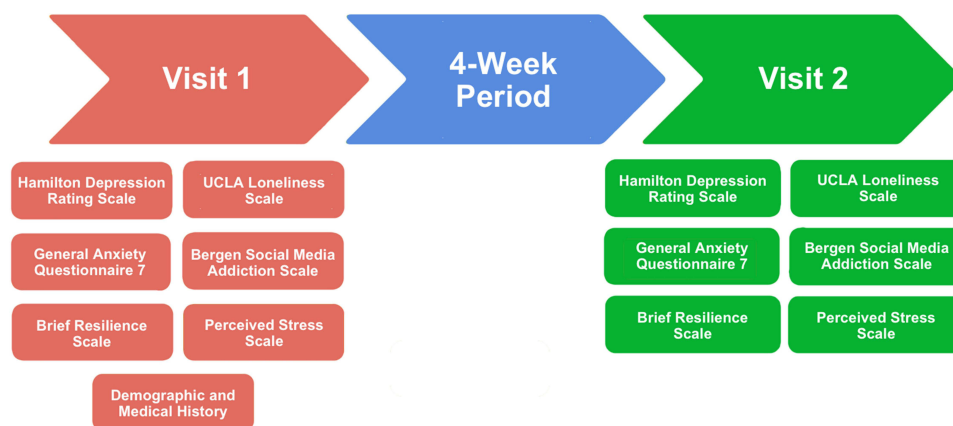 Visit 1
4-Week
Period
Visit 2
Hamilton Depression
Rating Scale
UCLA Loneliness
Scale
General Anxiety
Questionnaire 7
Bergen Social Media
Addiction Scale
Brief Resilience
Scale
Perceived Stress
Scale
Demographic and
Medical History
Hamilton Depression
Rating Scale
UCLA Loneliness
Scale
General Anxiety
Questionnaire 7
Bergen Social Media
Addiction Scale
Brief Resilience
Scale
Perceived Stress
Scale